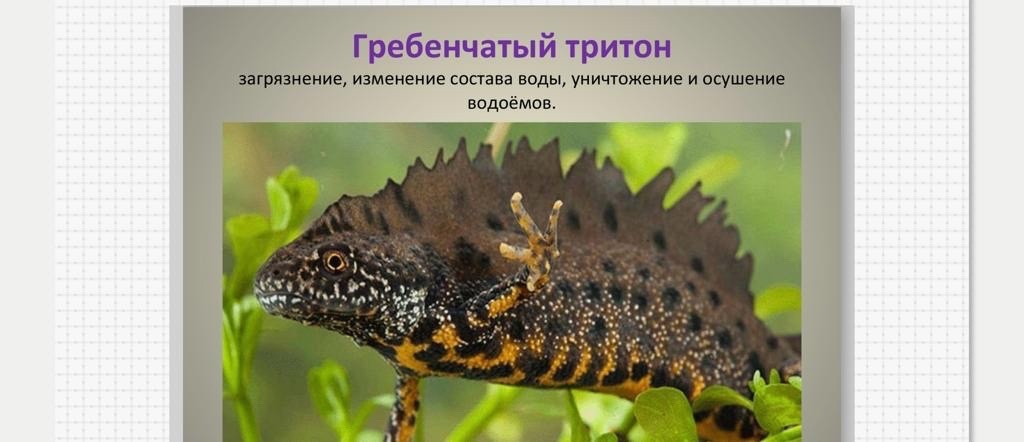 Гребенчатый тритон
загрязнение, изменение состава воды, уничтожение и осушение
водоёмов.